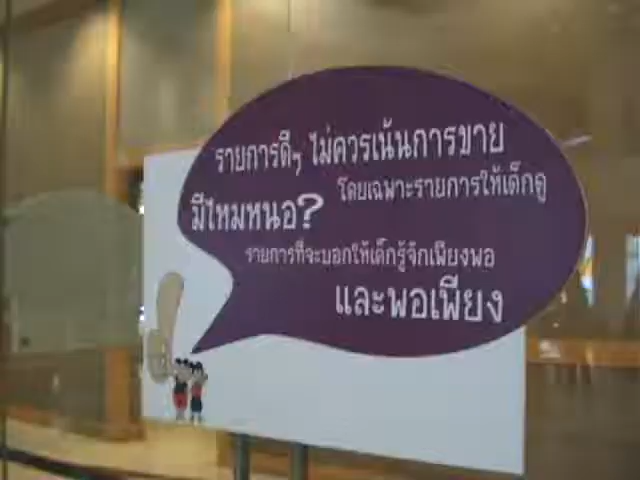 รายการดีๆ ไม่ควรเน้นการขาย
โดยเฉพาะรายการให้เด็กดู
มีไหมหนอ?
รายการที่จะบอกให้เด็กรู้จักเพียงพอ
และพอเพียง